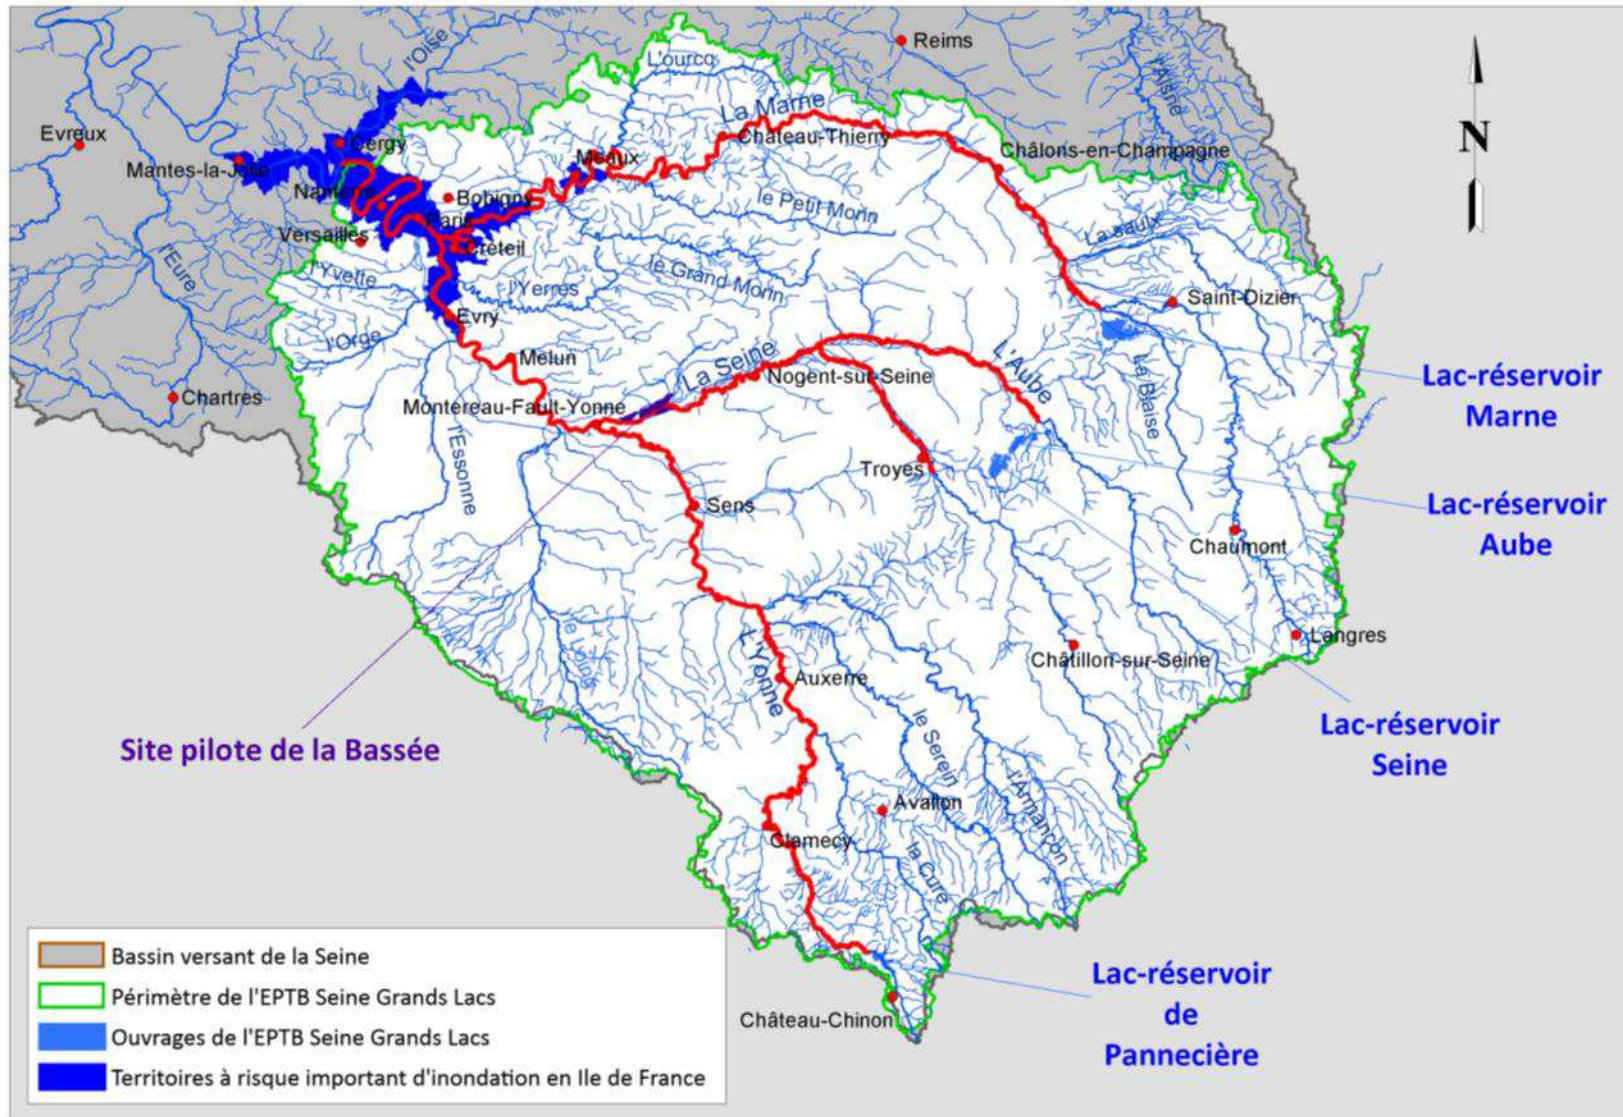 Reims
l'Oise
L'ourcq
l'Aisne
La Marne
Evreux
Cergy
Château-Thierry
Meaux
Châlons-en-Champagne
Mantes-la-Jolie
Nanterre
Bobigny
Paris
le Petit Morin
Versailles
Créteil
La saulx
l'Eure
l'Yvette
le Grand Morin
l'Yerres
Saint-Dizier
Evry
l'Orge
Melun
La Seine
L'Aube
Nogent-sur-Seine
La Blaise
Lac-réservoir
Marne
Chartres
Montereau-Fault-Yonne
l'Essonne
Troyes
Sens
Lac-réservoir
Aube
Chaumont
le Loing
L'Yonne
Langres
Châtillon-sur-Seine
Auxerre
Site pilote de la Bassée
le Serein
l'Armançon
Lac-réservoir
Seine
Avallon
Clamecy
la Cure
Lac-réservoir
de
Pannecière
Château-Chinon
N
Bassin versant de la Seine
Périmètre de l'EPTB Seine Grands Lacs
Ouvrages de l'EPTB Seine Grands Lacs
Territoires à risque important d'inondation en Ile de France